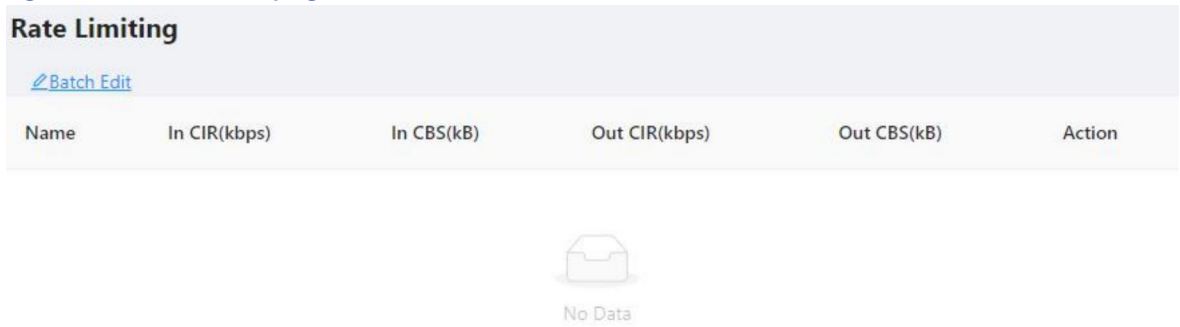 Rate Limiting
Batch Edit
Name In CIR(kbps) In CBS(kB) Out CIR(kbps) Out CBS(kB) Action
No Data